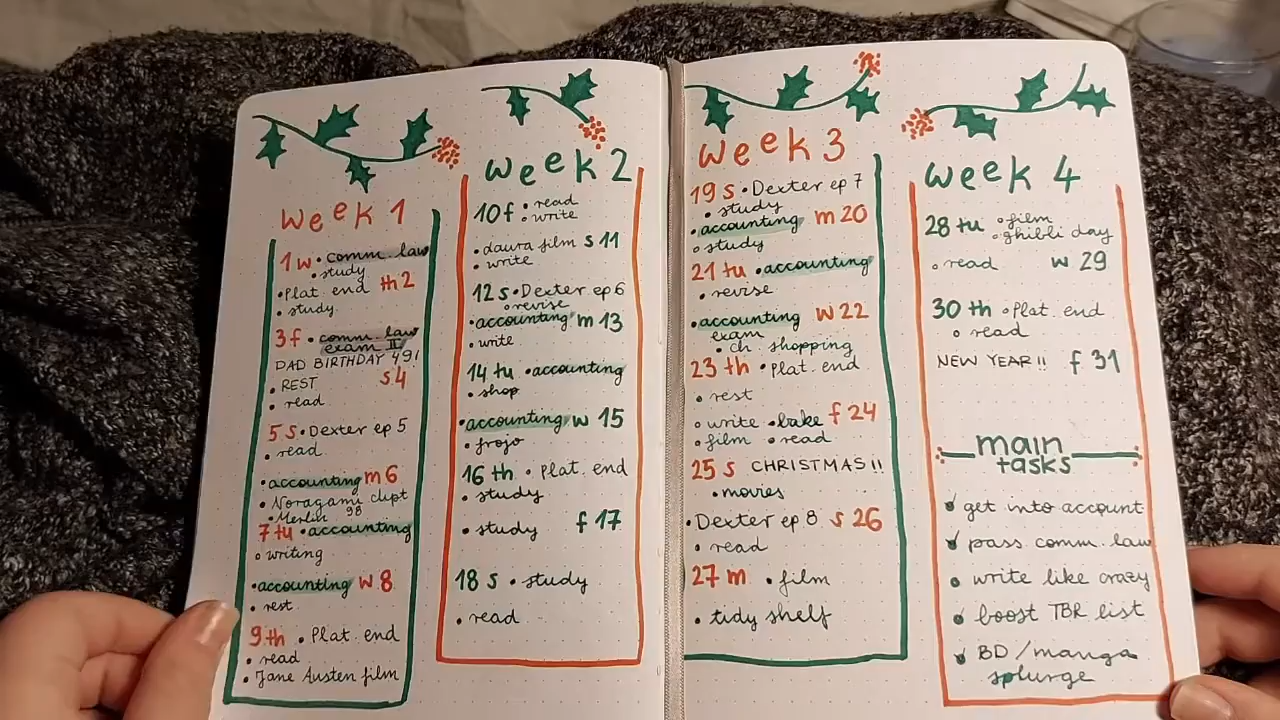 week 1
1 w • comm. law
• study
• Plat. end th 2
• study
3 f • comm. law
exam II
DAD BIRTHDAY 49!
• REST s 4
• read
5 s • Dexter ep 5
• read
• accounting m 6
• Noragami chpt
98
• Merlin
7 tu • accounting
• writing
• accounting w 8
• rest
9 th • Plat. end
• read
• Jane Austen film
week 2
10 f • read
• write
• daura film s 11
• write
12 s • Dexter ep 6
• revise
• accounting m 13
• write
14 tu • accounting
• shop
• accounting w 15
• frojo
16 th • Plat. end
• study
• study f 17
18 s • study
• read
week 3
19 s • Dexter ep 7
• study
• accounting m 20
• study
21 tu • accounting
• revise
• accounting w 22
exam
• ch. shopping
23 th • Plat. end
• rest
• write • bake f 24
• film • read
25 s CHRISTMAS!!
• movies
• Dexter ep 8 s 26
• read
27 m • film
• tidy shelf
week 4
28 tu • film
• ghibli day
• read w 29
30 th • Plat. end
• read
NEW YEAR!! f 31
main
tasks
• get into account
• pass comm. law
• write like crazy
• boost TBR list
• BD / manga
splurge